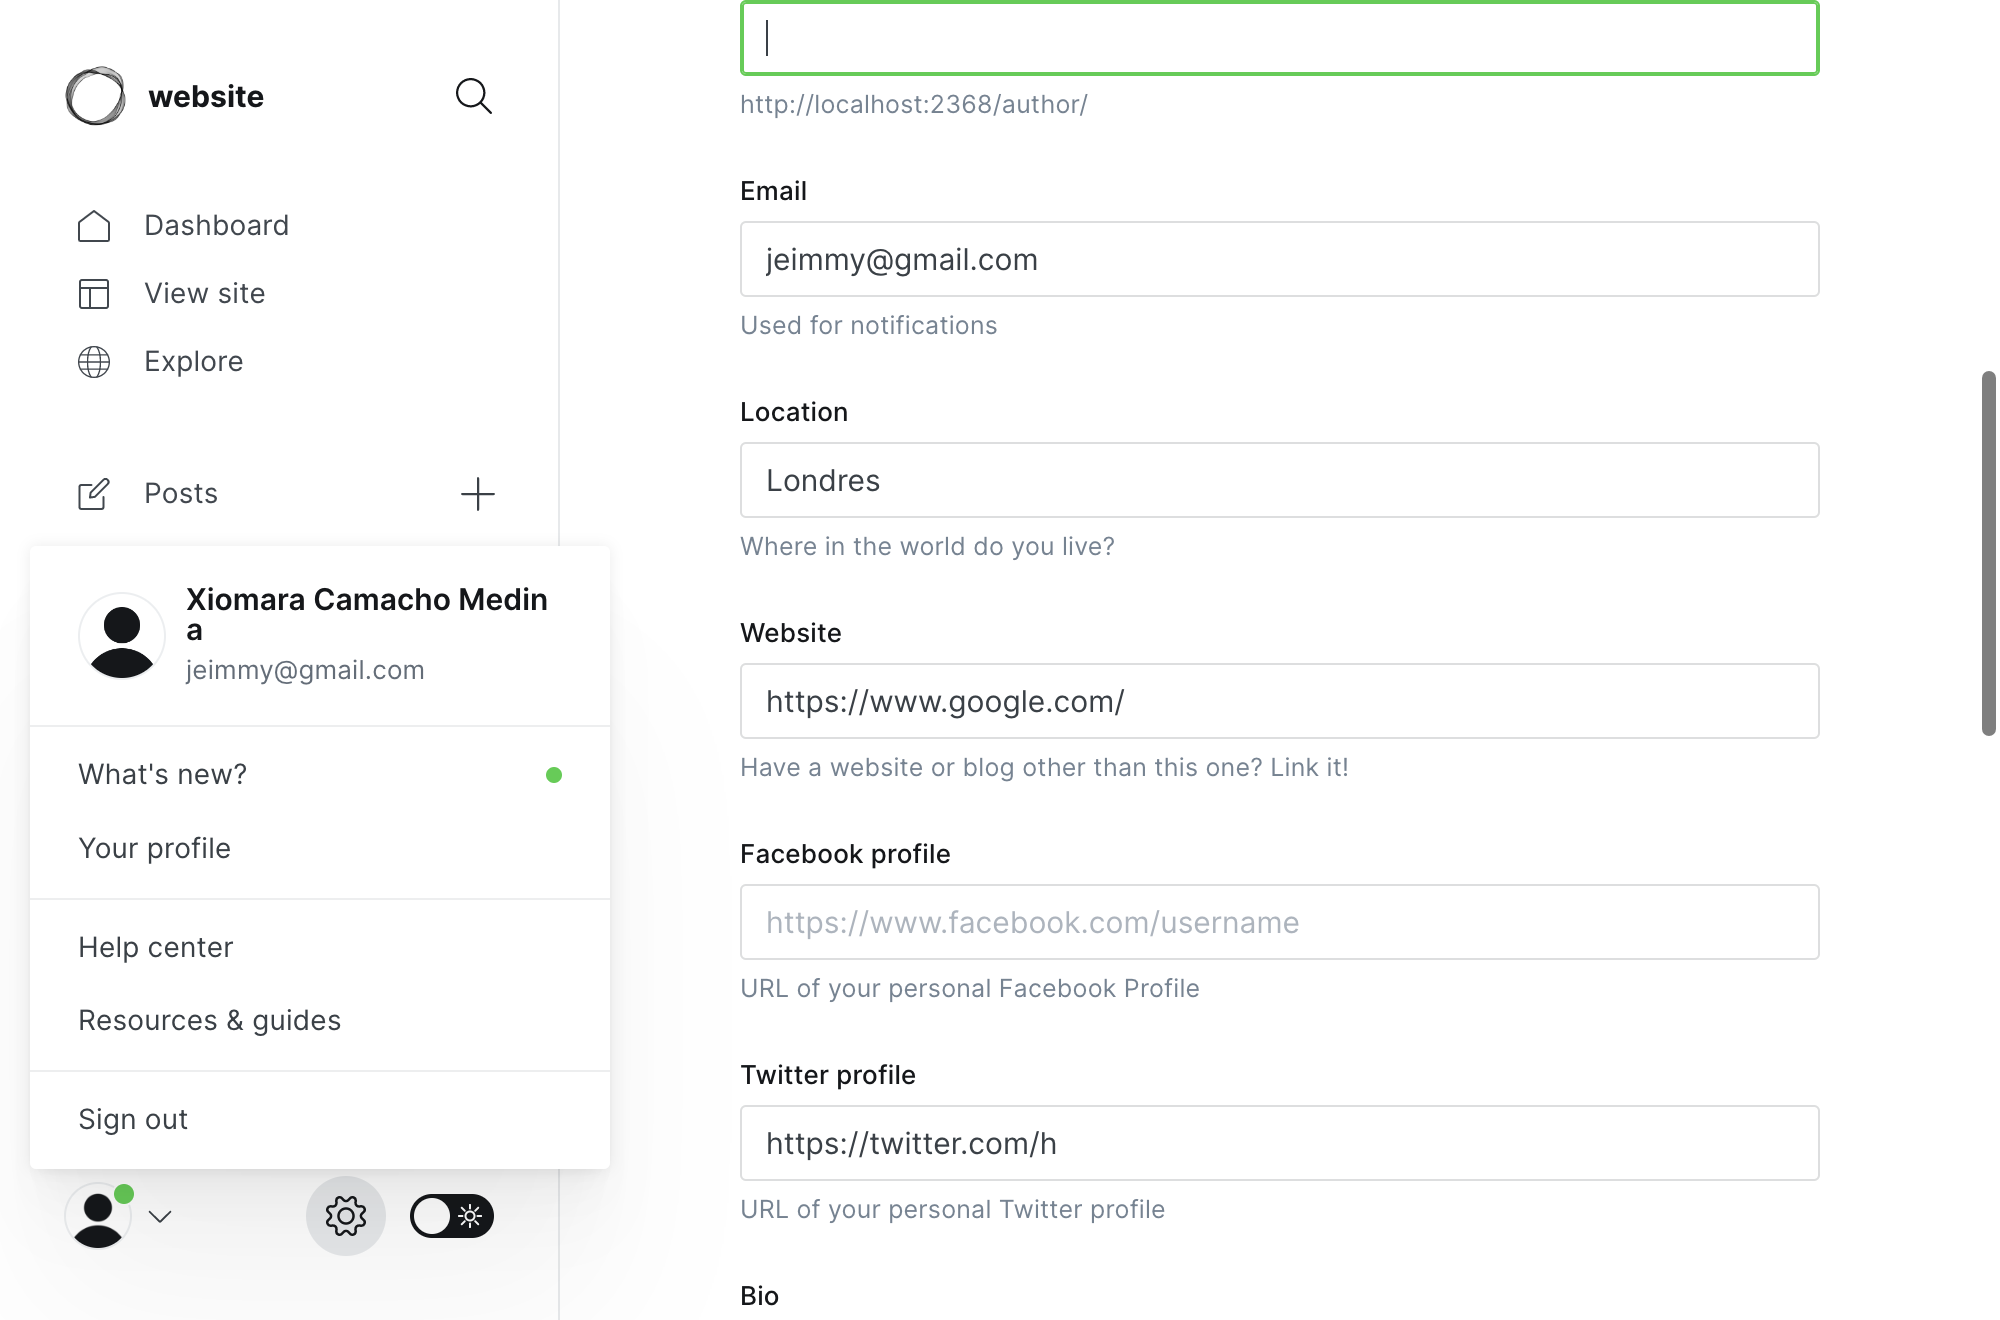 website
Dashboard
View site
Explore
Posts
Xiomara Camacho Medin
a
jeimmy@gmail.com
What's new?
Your profile
Help center
Resources & guides
Sign out
http://localhost:2368/author/
Email
jeimmy@gmail.com
Used for notifications
Location
Londres
Where in the world do you live?
Website
https://www.google.com/
Have a website or blog other than this one? Link it!
Facebook profile
https://www.facebook.com/username
URL of your personal Facebook Profile
Twitter profile
https://twitter.com/h
URL of your personal Twitter profile
Bio